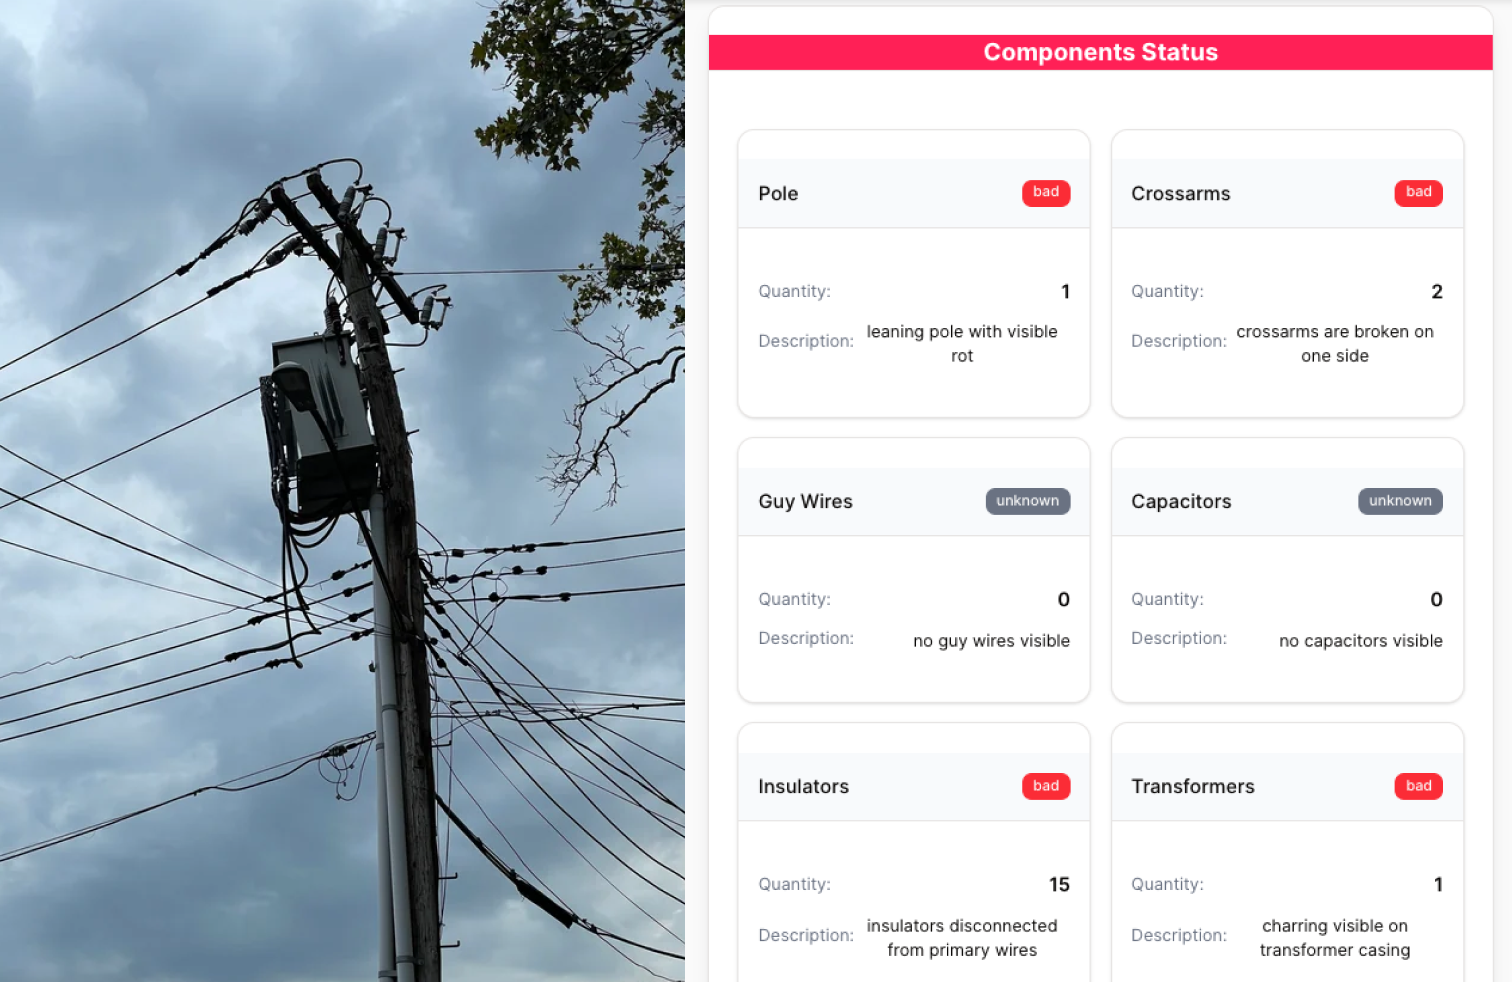 Components Status
Pole
bad
Quantity:
1
Description:
leaning pole with visible
rot
Crossarms
bad
Quantity:
2
Description:
crossarms are broken on
one side
Guy Wires
unknown
Quantity:
0
Description:
no guy wires visible
Capacitors
unknown
Quantity:
0
Description:
no capacitors visible
Insulators
bad
Quantity:
15
Description:
insulators disconnected
from primary wires
Transformers
bad
Quantity:
1
Description:
charring visible on
transformer casing